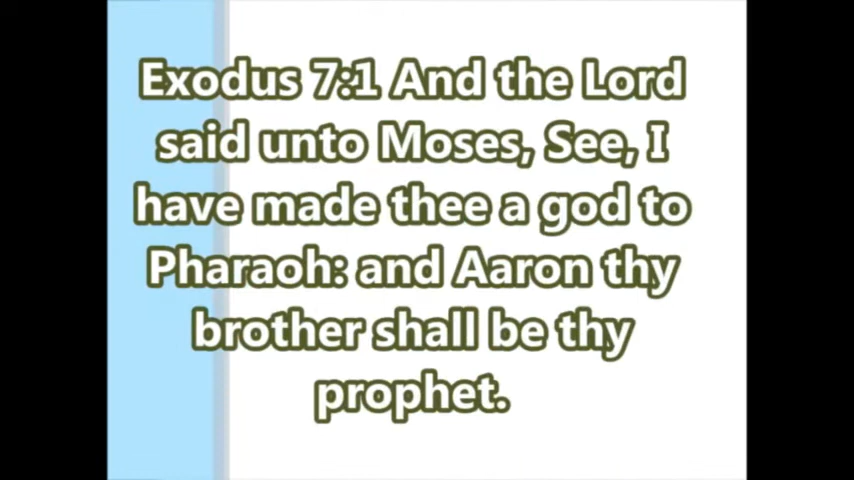 Exodus 7:1 And the Lord
said unto Moses, See, I
have made thee a god to
Pharaoh: and Aaron thy
brother shall be thy
prophet.